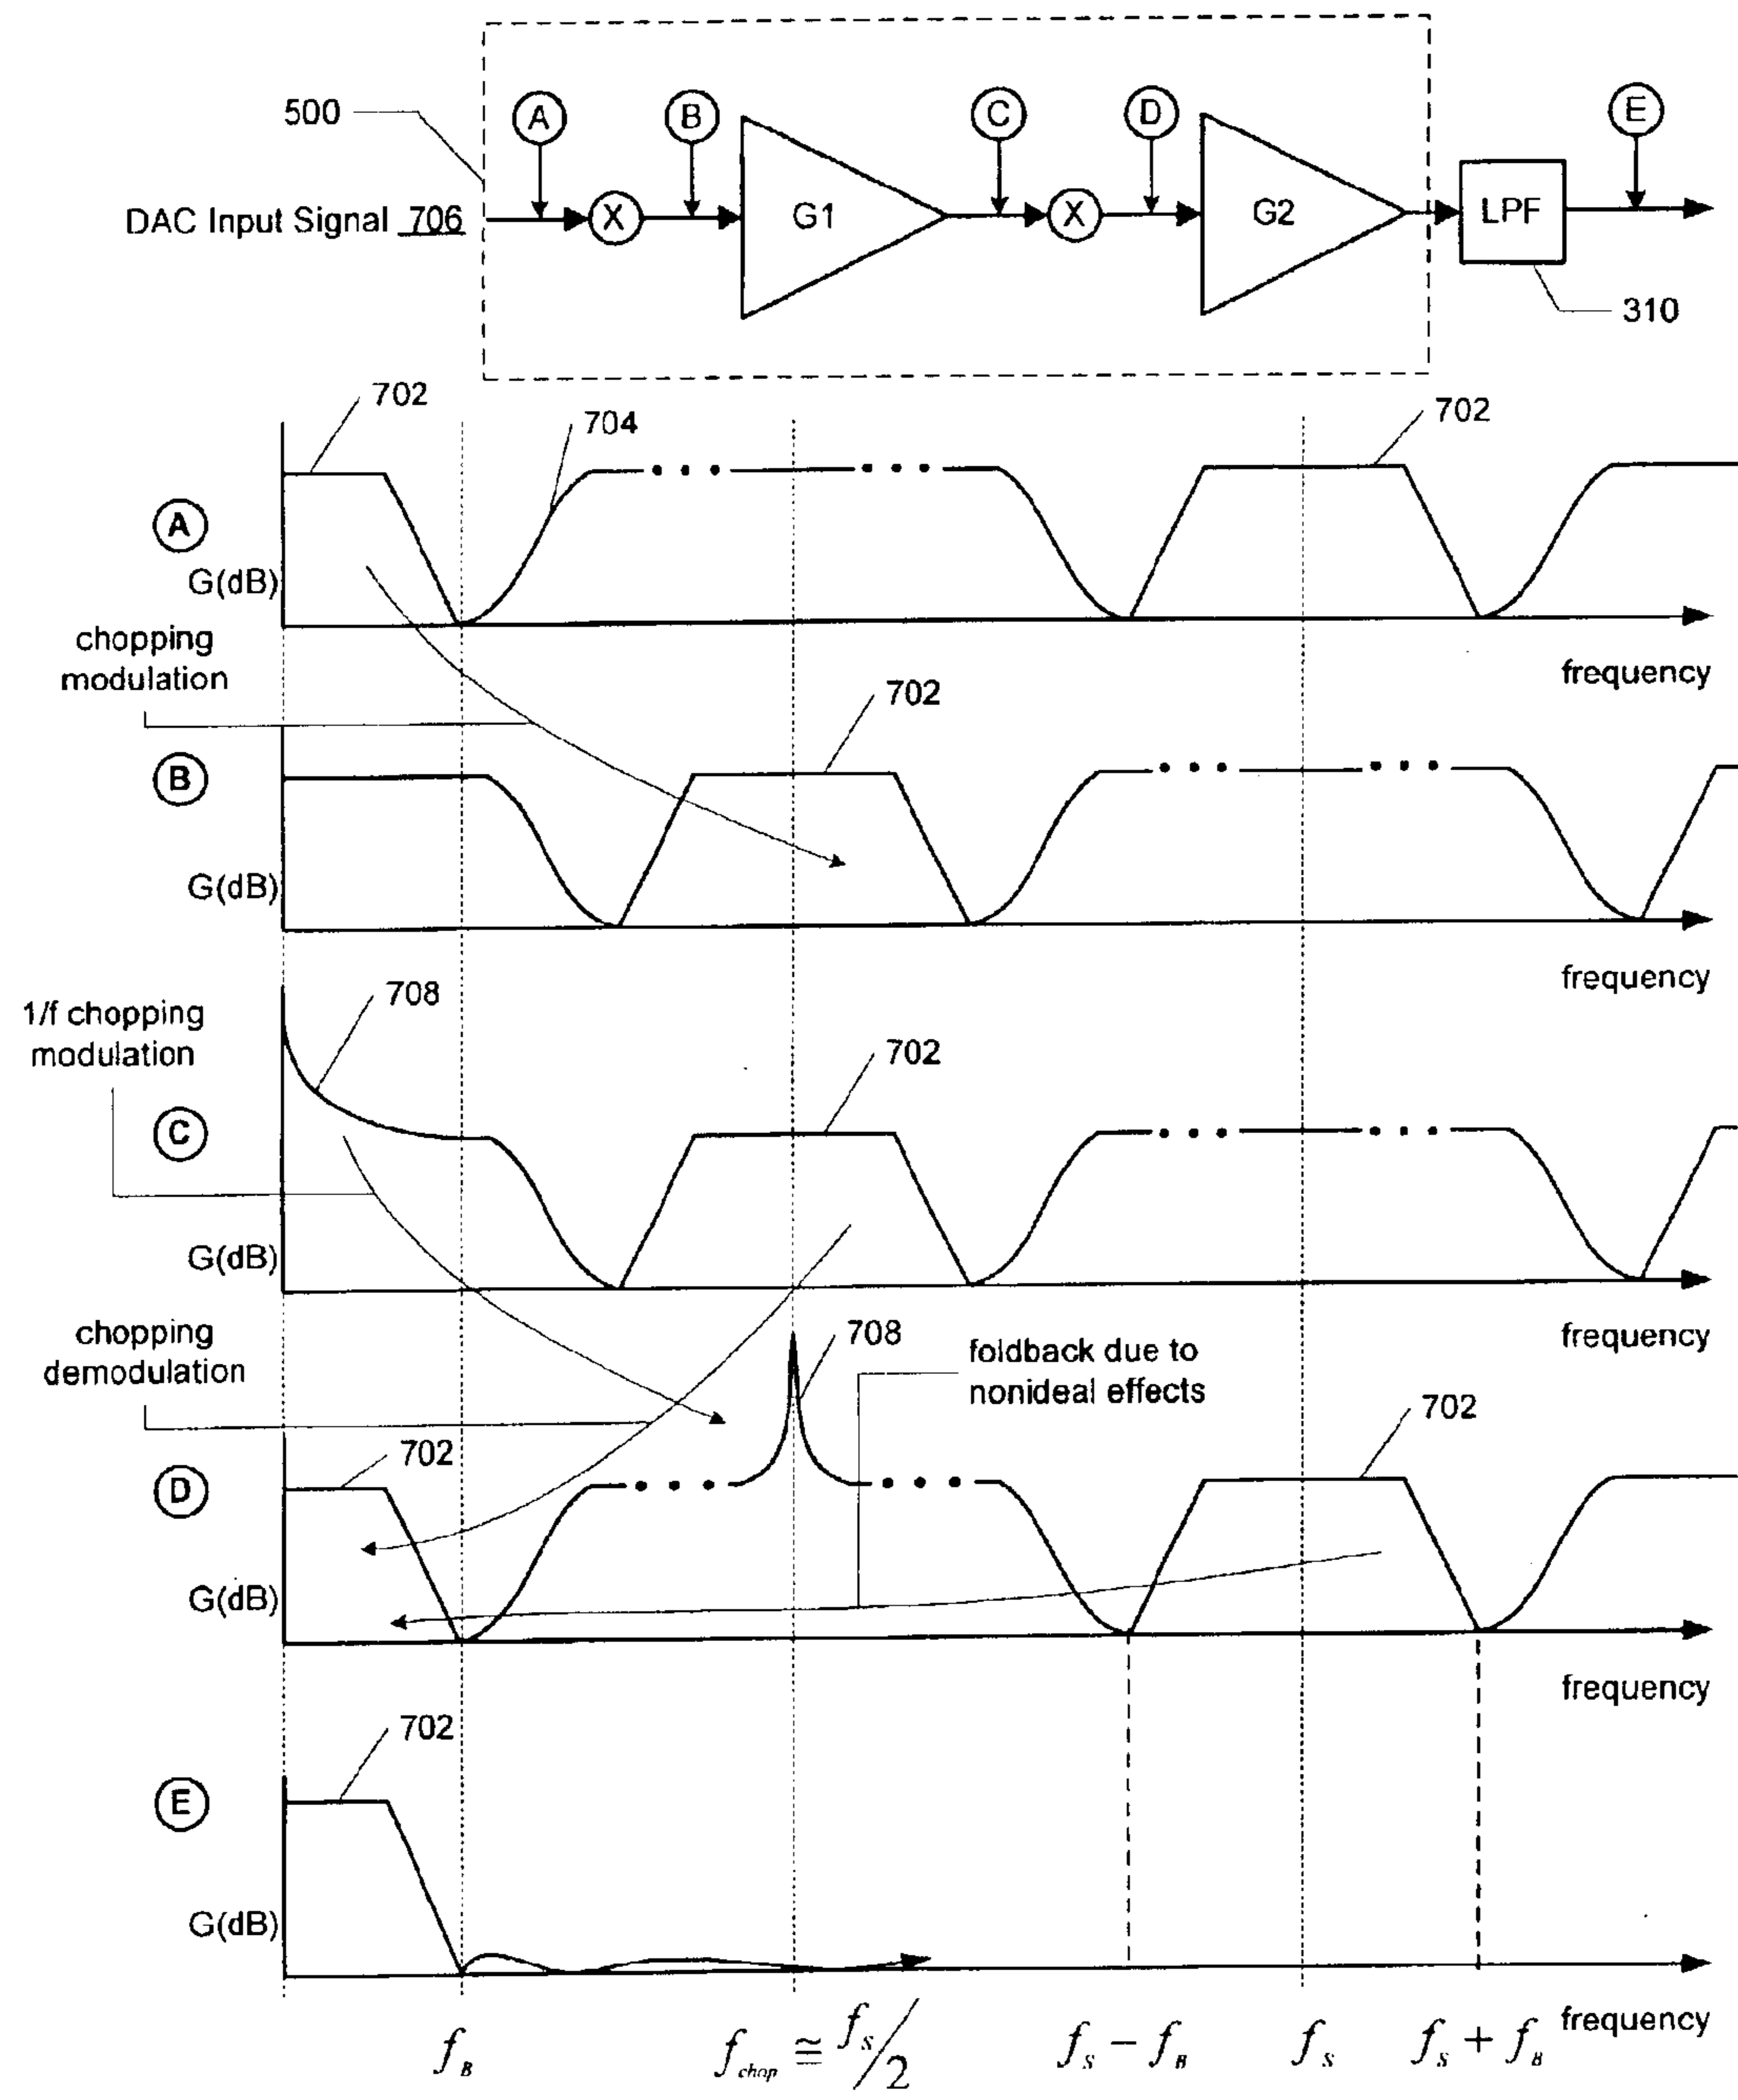 500
A
B
C
D
E
DAC Input Signal 706
X
G1
X
G2
LPF
310
702
704
702
A
G(dB)
chopping
modulation
frequency
702
B
G(dB)
frequency
1/f chopping
modulation
708
702
C
G(dB)
frequency
chopping
demodulation
708
foldback due to
nonideal effects
702
702
D
G(dB)
frequency
702
E
G(dB)
frequency
f_B
f_chop ≅ f_S/2
f_S − f_B
f_S
f_S + f_B